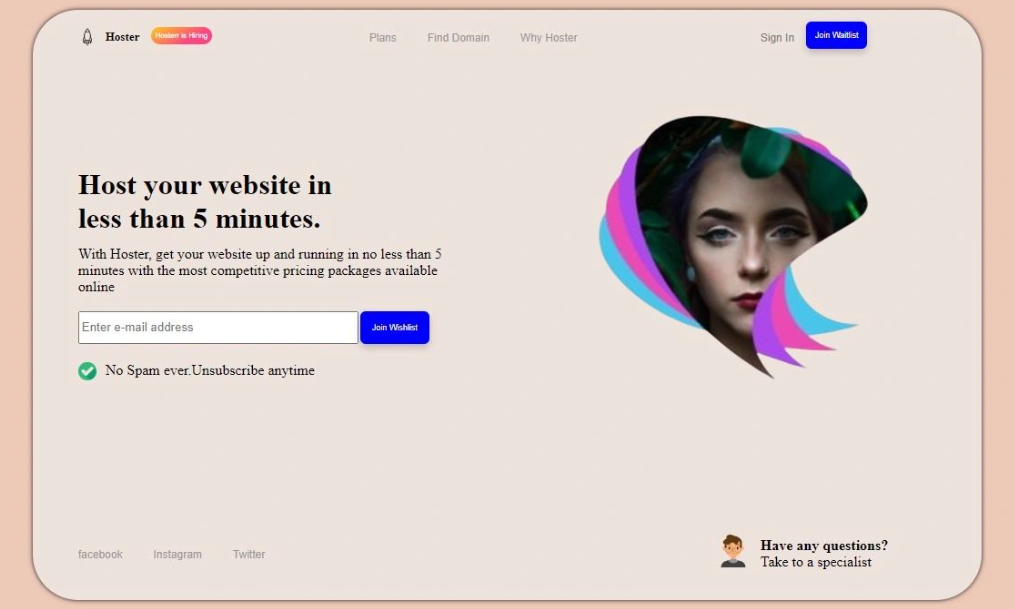 Hoster
Hosterr is Hiring
Plans
Find Domain
Why Hoster
Sign In
Join Waitlist
Host your website in
less than 5 minutes.
With Hoster, get your website up and running in no less than 5
minutes with the most competitive pricing packages available
online
Enter e-mail address
Join Wishlist
No Spam ever.Unsubscribe anytime
facebook
Instagram
Twitter
Have any questions?
Take to a specialist